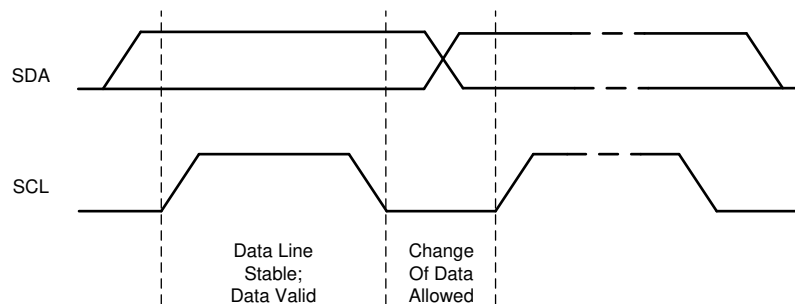 SDA
SCL
Data Line
Stable;
Data Valid
Change
Of Data
Allowed